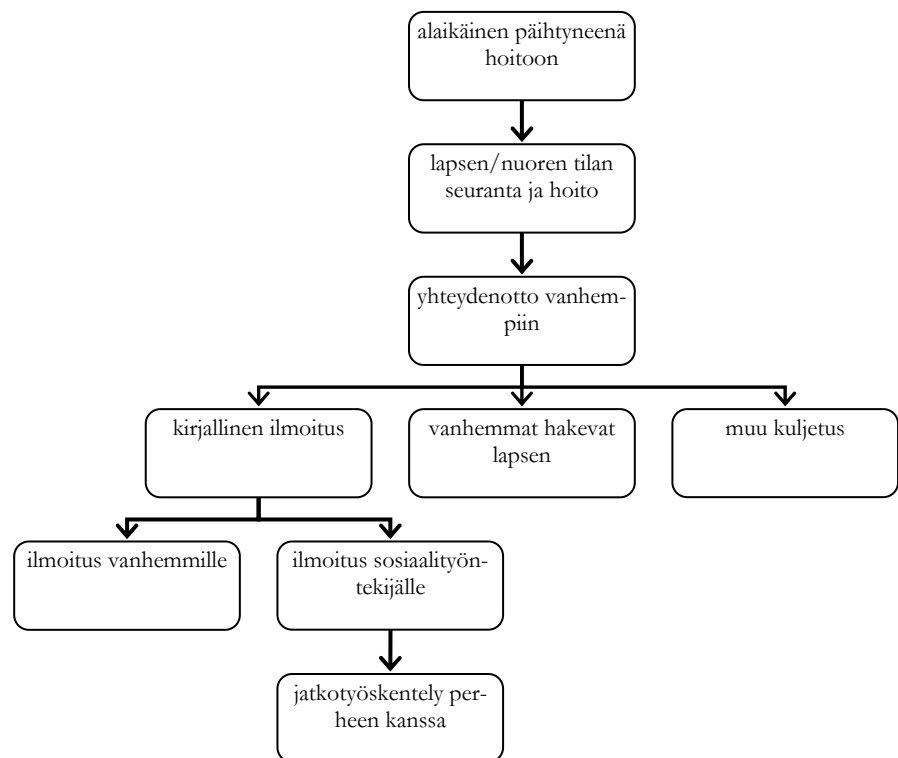 alaikäinen päihtyneenä
hoitoon
lapsen/nuoren tilan
seuranta ja hoito
yhteydenotto vanhem-
piin
kirjallinen ilmoitus
vanhemmat hakevat
lapsen
muu kuljetus
ilmoitus vanhemmille
ilmoitus sosiaalityön-
tekijälle
jatkotyöskentely per-
heen kanssa